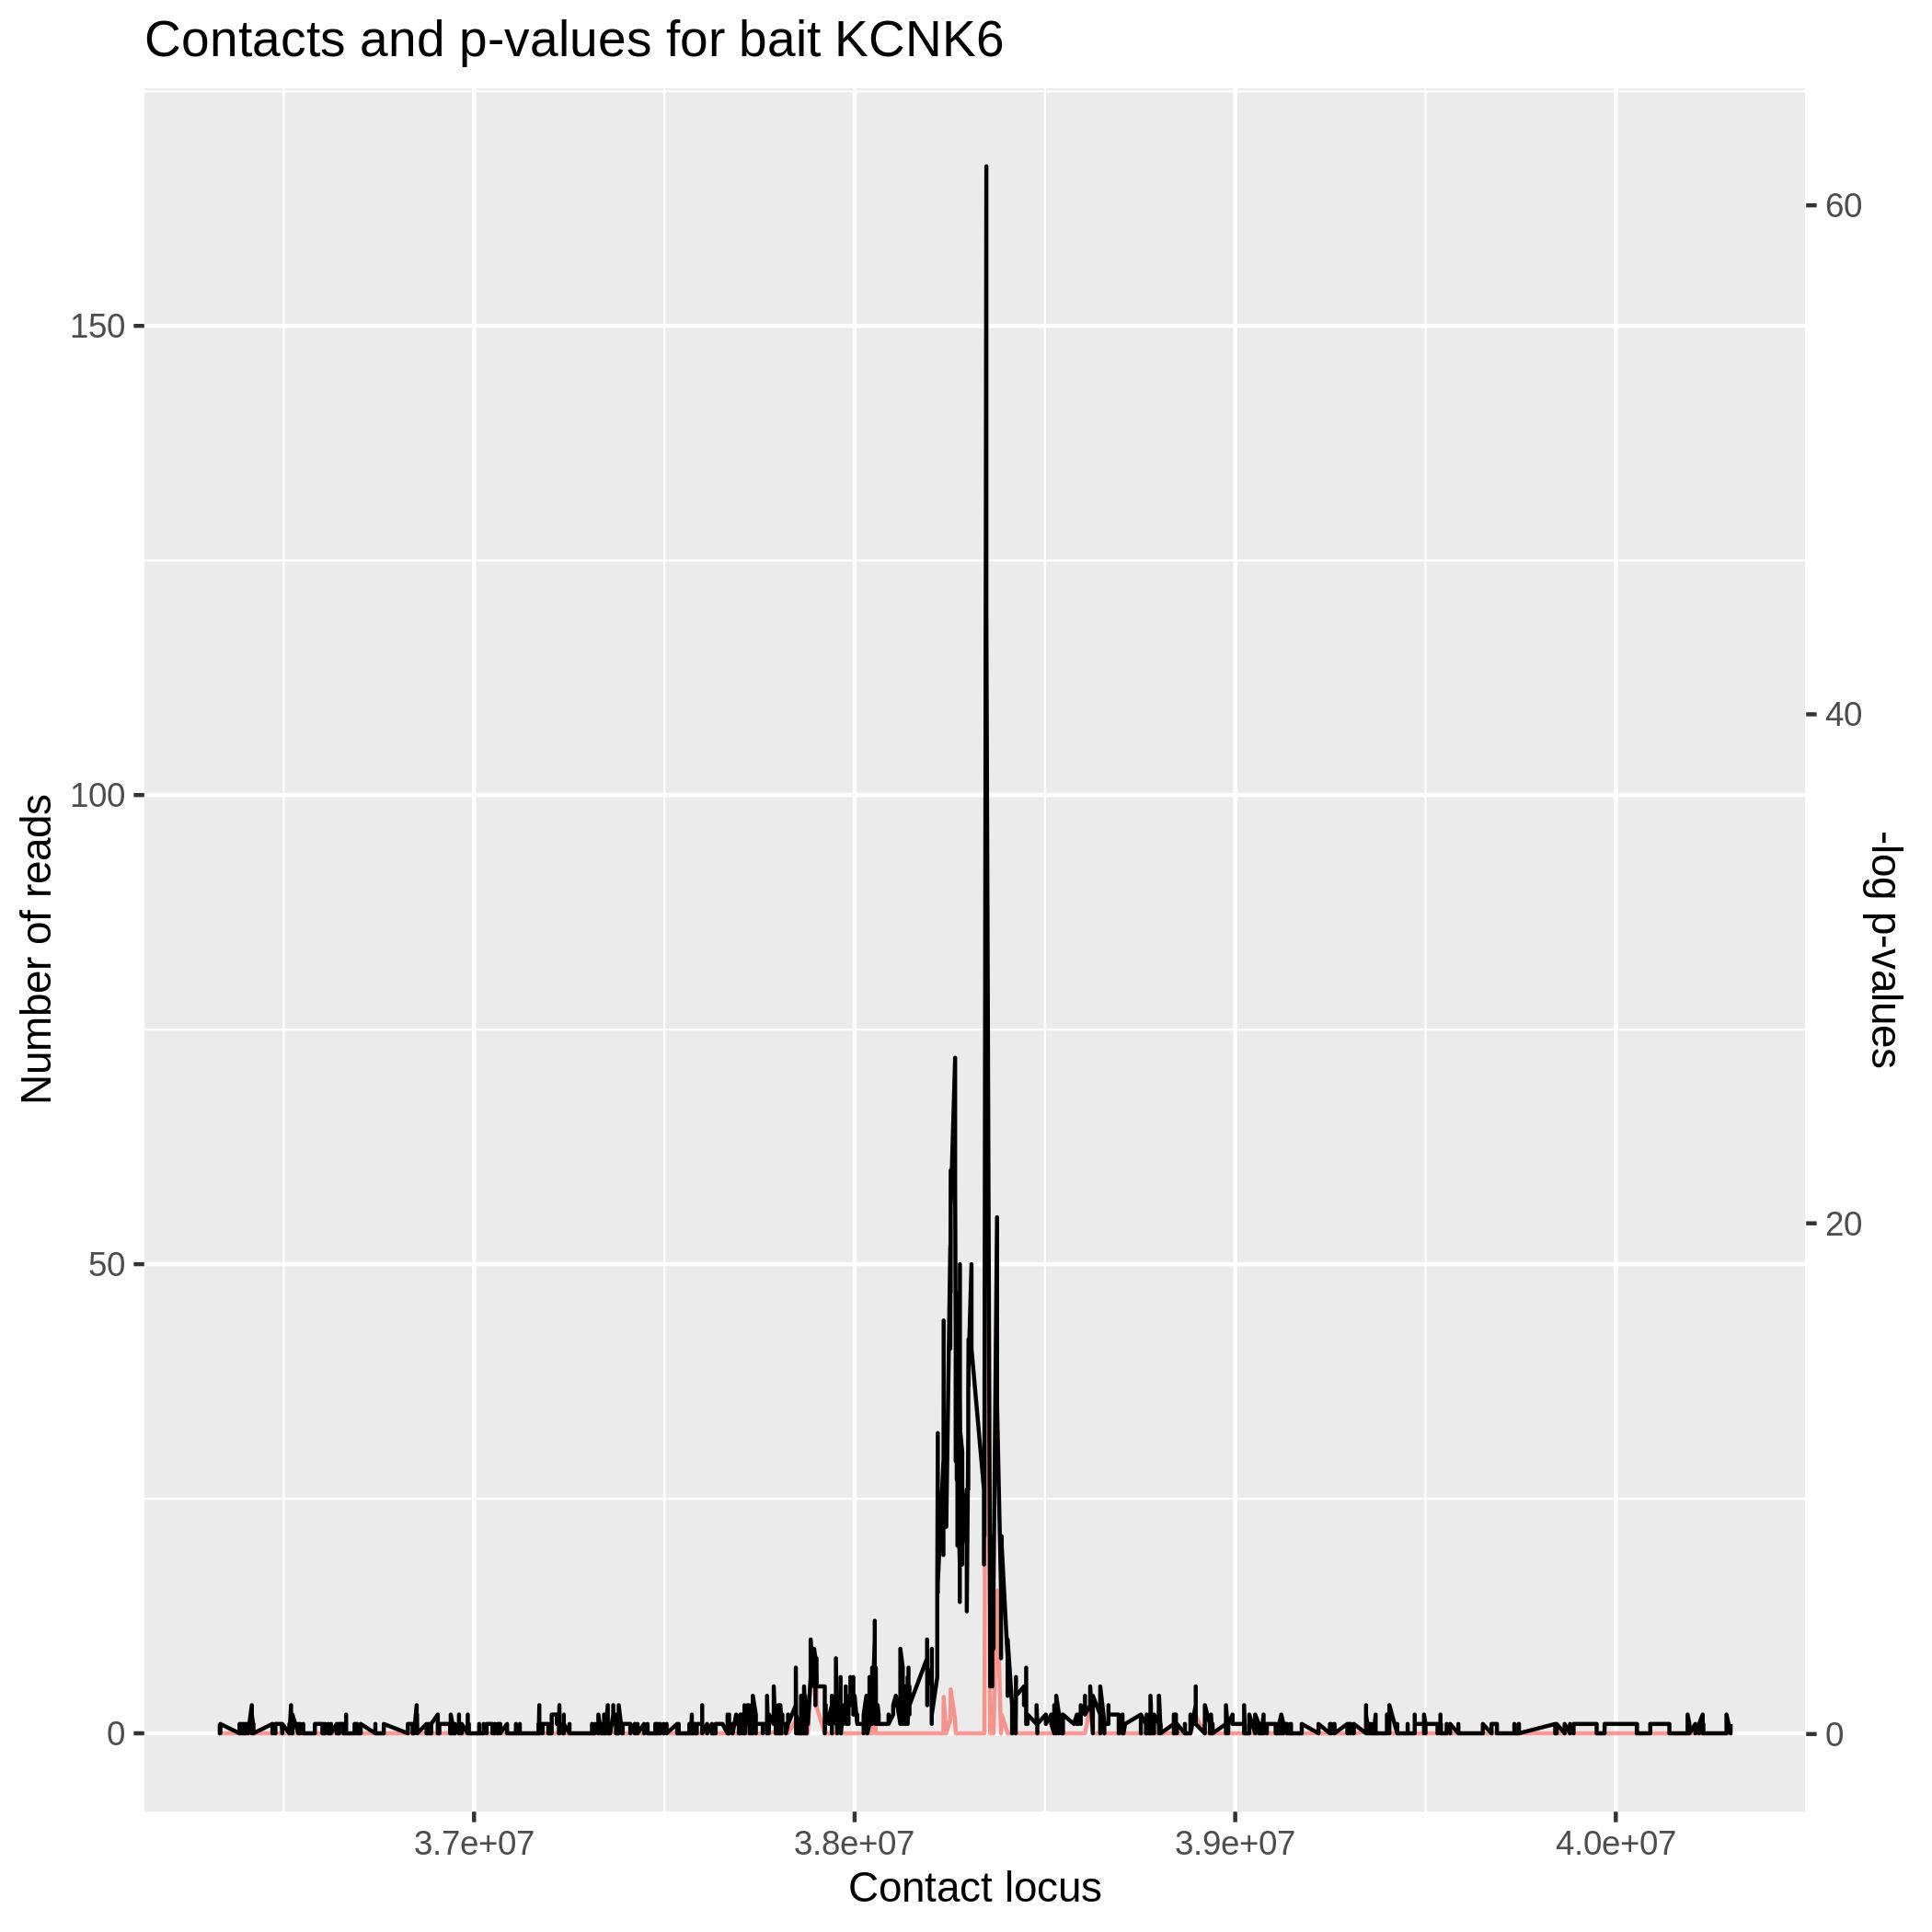 Contacts and p-values for bait KCNK6
Number of reads
150
100
50
0
60
40
20
0
-log p-values
3.7e+07
3.8e+07
3.9e+07
4.0e+07
Contact locus